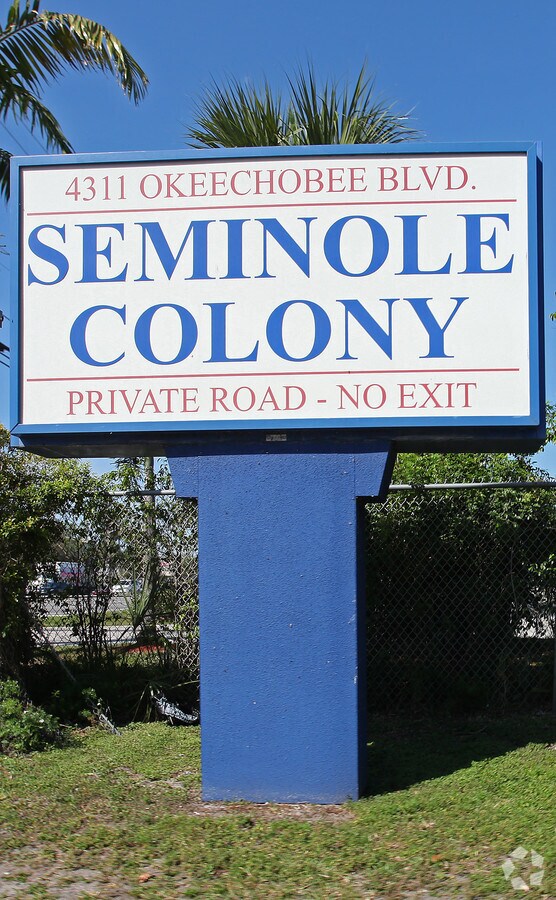 4311 OKEECHOBEE BLVD.
SEMINOLE
COLONY
PRIVATE ROAD - NO EXIT